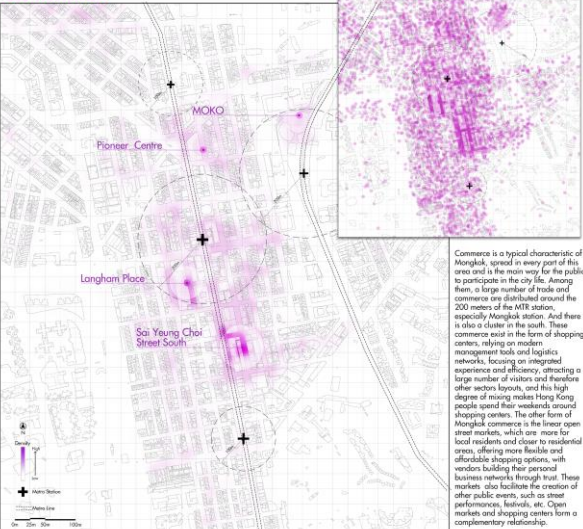 MOKO
Pioneer Centre
Langham Place
Sai Yeung Choi
Street South
Commerce is a typical characteristic of
Mongkok, spread in every part of this
area and is the main way for the public
to participate in the city life. Among
them, a large number of trade and
commerce are distributed around the
200 meters of the MTR station,
especially Mongkok station. And there
is also a cluster in the south. These
commerce exist in the form of shopping
centers, relying on modern
management tools and logistics
networks, focusing on integrated
experience and efficiency, attracting a
large number of visitors and therefore
other sectors layouts, and this high
degree of mixing makes Hong Kong
people spend their weekends around
shopping centers. The other form of
Mongkok commerce is the linear open
street markets, which are more for
local residents and closer to residential
areas, offering more flexible and
affordable shopping options, with
vendors building their personal
business networks through trust. These
markets also facilitate the creation of
other public events, such as street
performances, festivals, etc. Open
markets and shopping centers form a
complementary relationship.
Density
High
Low
Metro Station
Metro Line
0m 25m 50m 100m